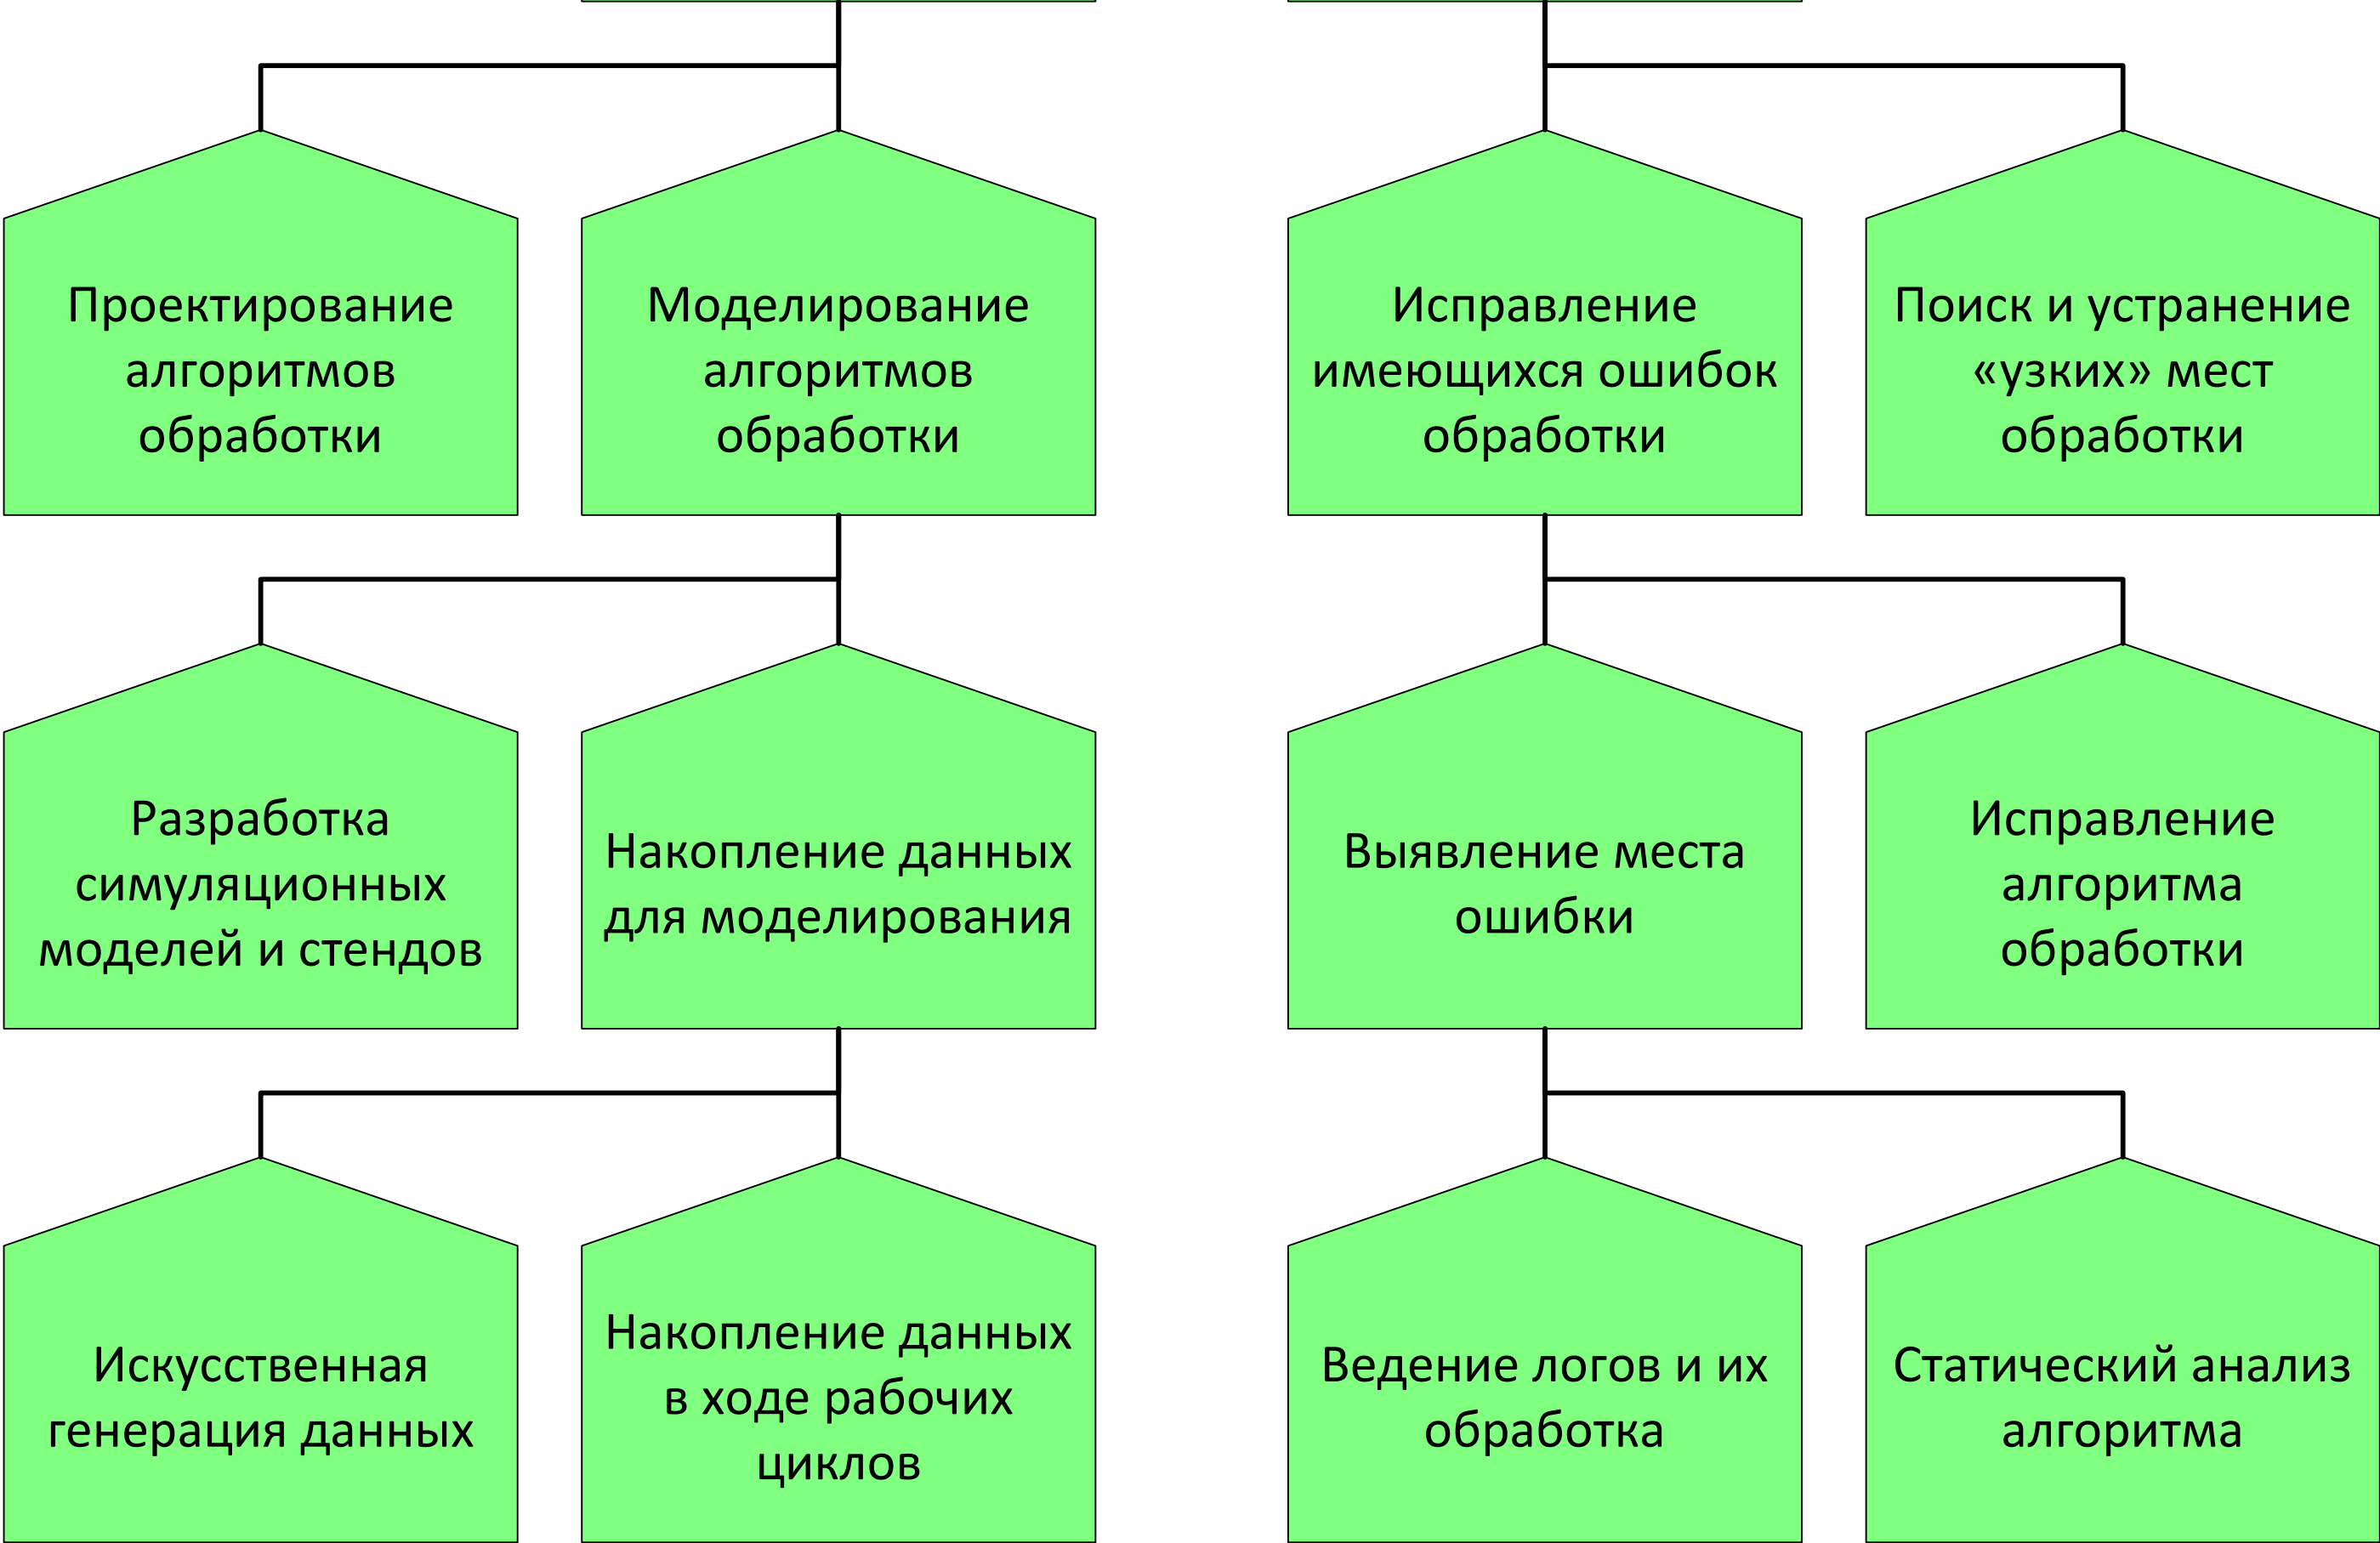 Проектирование
алгоритмов
обработки
Моделирование
алгоритмов
обработки
Исправление
имеющихся ошибок
обработки
Поиск и устранение
«узких» мест
обработки
Разработка
симуляционных
моделей и стендов
Накопление данных
для моделирования
Выявление места
ошибки
Исправление
алгоритма
обработки
Искусственная
генерация данных
Накопление данных
в ходе рабочих
циклов
Ведение логов и их
обработка
Статический анализ
алгоритма